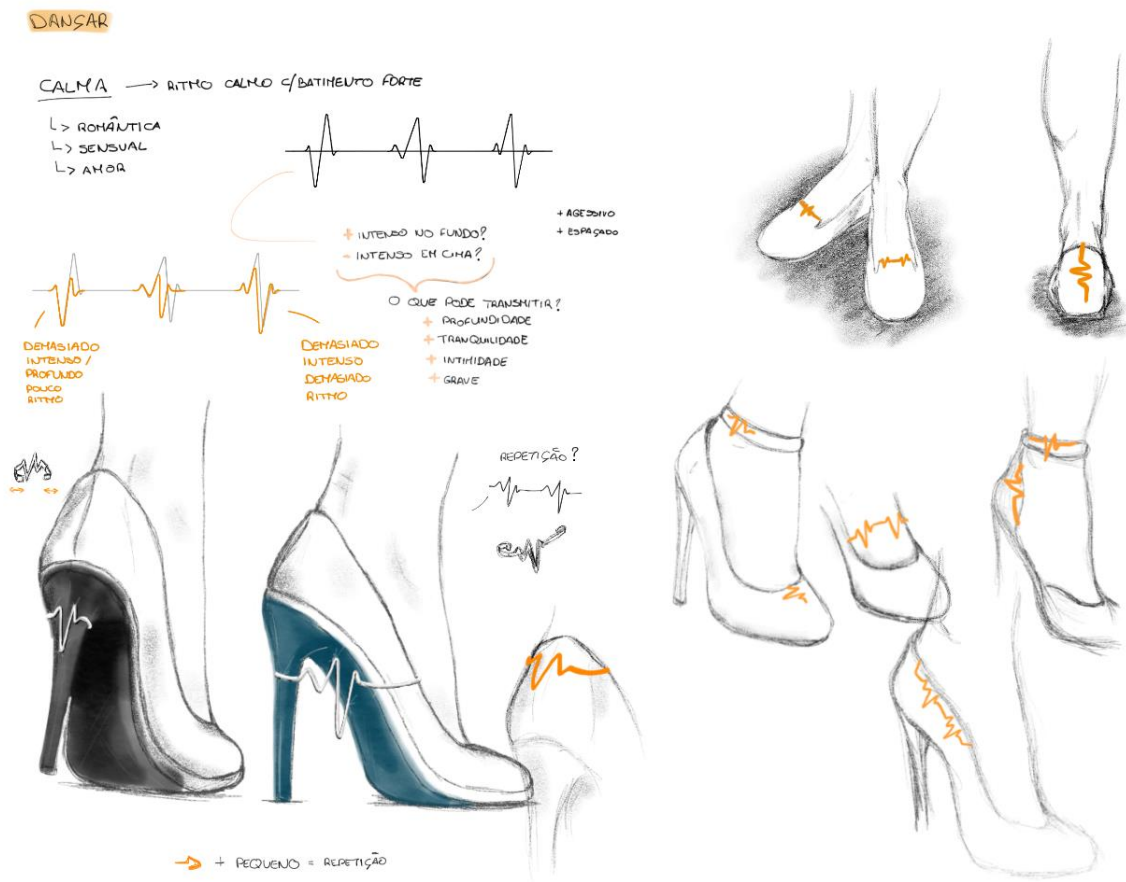 DANSAR
CALMA → RITMO CALMO C/BATIMENTO FORTE
↳ ROMÂNTICA
↳ SENSUAL
↳ AMOR
+ AGESSIVO
+ ESPAÇADO
+ INTENSO NO FUNDO?
- INTENSO EM CIMA?
O QUE PODE TRANSMITIR?
+ PROFUNDIDADE
+ TRANQUILIDADE
+ INTIMIDADE
+ GRAVE
DEMASIADO
INTENSO /
PROFUNDO
POUCO
RITMO
DEMASIADO
INTENSO
DEMASIADO
RITMO
REPETIÇÃO?
→ + PEQUENO = REPETIÇÃO